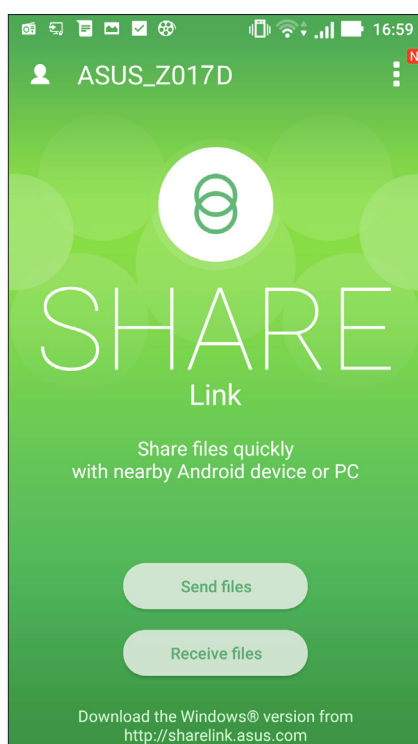 16:59
ASUS_Z017D
N
SHARE
Link
Share files quickly
with nearby Android device or PC
Send files
Receive files
Download the Windows® version from
http://sharelink.asus.com